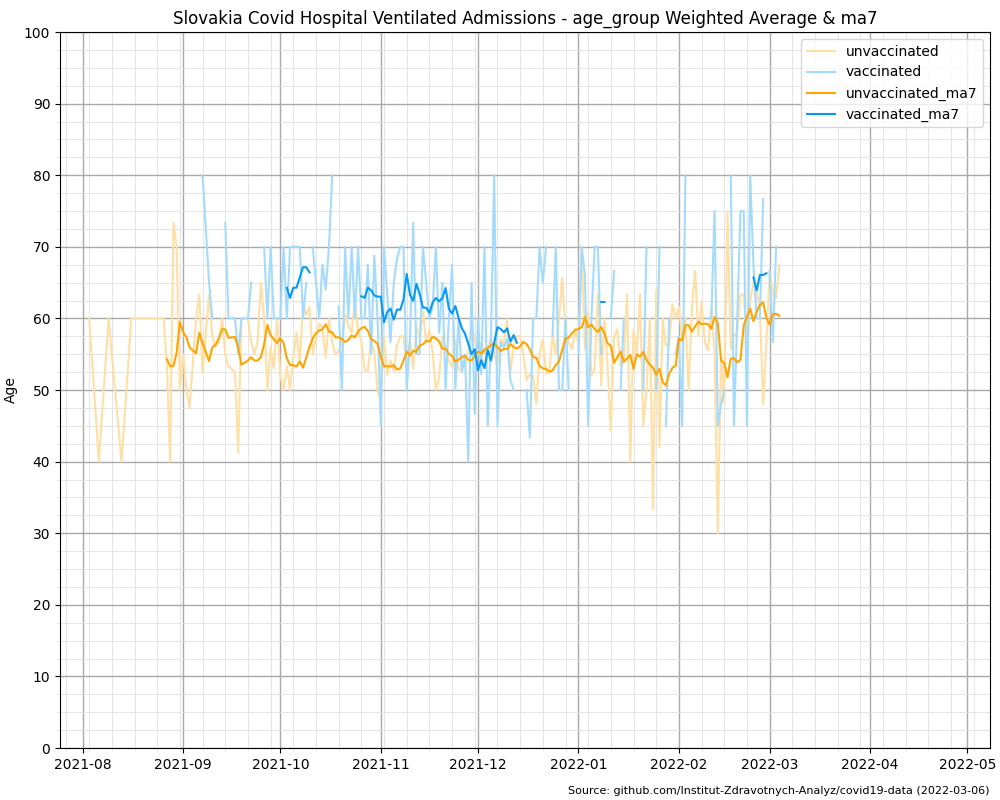 Slovakia Covid Hospital Ventilated Admissions - age_group Weighted Average & ma7
100
90
80
70
60
50
40
30
20
10
0
Age
unvaccinated
vaccinated
unvaccinated_ma7
vaccinated_ma7
2021-08 2021-09 2021-10 2021-11 2021-12 2022-01 2022-02 2022-03 2022-04 2022-05
Source: github.com/Institut-Zdravotnych-Analyz/covid19-data (2022-03-06)